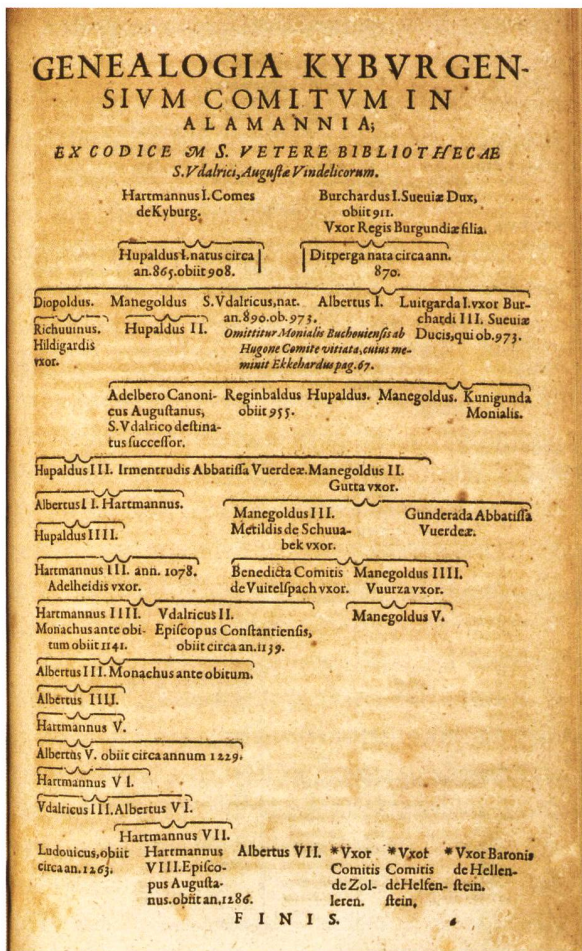 GENEALOGIA KYBVRGEN-
SIVM COMITVM IN
ALAMANNIA;
EX CODICE M S. VETERE BIBLIOTHECAE
S. Vdalrici, Augustæ Vindelicorum.
Hartmannus I. Comes
de Kyburg.
Burchardus I. Sueuiæ Dux,
obiit 911.
Vxor Regis Burgundiæ filia.
Hupaldus I. natus circa
an. 865. obiit 908.
Ditperga nata circa ann.
870.
Diopoldus.
Manegoldus
S. Vdalricus, nat.
an. 890. ob. 973.
Albertus I.
Luitgarda I. vxor Bur-
chardi III. Sueuiæ
Ducis, qui ob. 973.
Richuuinus.
Hildigardis
vxor.
Hupaldus II.
Omittitur Monialis Buchouiensis ab
Hugone Comite vitiata, cuius me-
minit Ekkehardus pag. 67.
Adelbero Canoni-
cus Augustanus,
S. Vdalrico destina-
tus successor.
Reginbaldus
obiit 955.
Hupaldus.
Manegoldus.
Kunigunda
Monialis.
Hupaldus III. Irmentrudis Abbatissa Vuerdeæ. Manegoldus II.
Gutta vxor.
Albertus II. Hartmannus.
Manegoldus III.
Metildis de Schuua-
bek vxor.
Gunderada Abbatissa
Vuerdeæ.
Hupaldus IIII.
Hartmannus III. ann. 1078.
Adelheidis vxor.
Benedicta Comitis
de Vuitelspach vxor.
Manegoldus IIII.
Vuurza vxor.
Hartmannus IIII.
Monachus ante obi-
tum obiit 1141.
Vdalricus II.
Episcopus Constantiensis,
obiit circa an. 1139.
Manegoldus V.
Albertus III. Monachus ante obitum.
Albertus IIII.
Hartmannus V.
Albertus V. obiit circa annum 1229.
Hartmannus VI.
Vdalricus III. Albertus VI.
Hartmannus VII.
Ludouicus, obiit
circa an. 1263.
Hartmannus
VIII. Episco-
pus Augusta-
nus. obiit an. 1286.
Albertus VII.
*Vxor
Comitis
de Zol-
leren.
*Vxor
Comitis
de Helfen-
stein,
*Vxor Baronis
de Hellen-
stein.
FINIS.